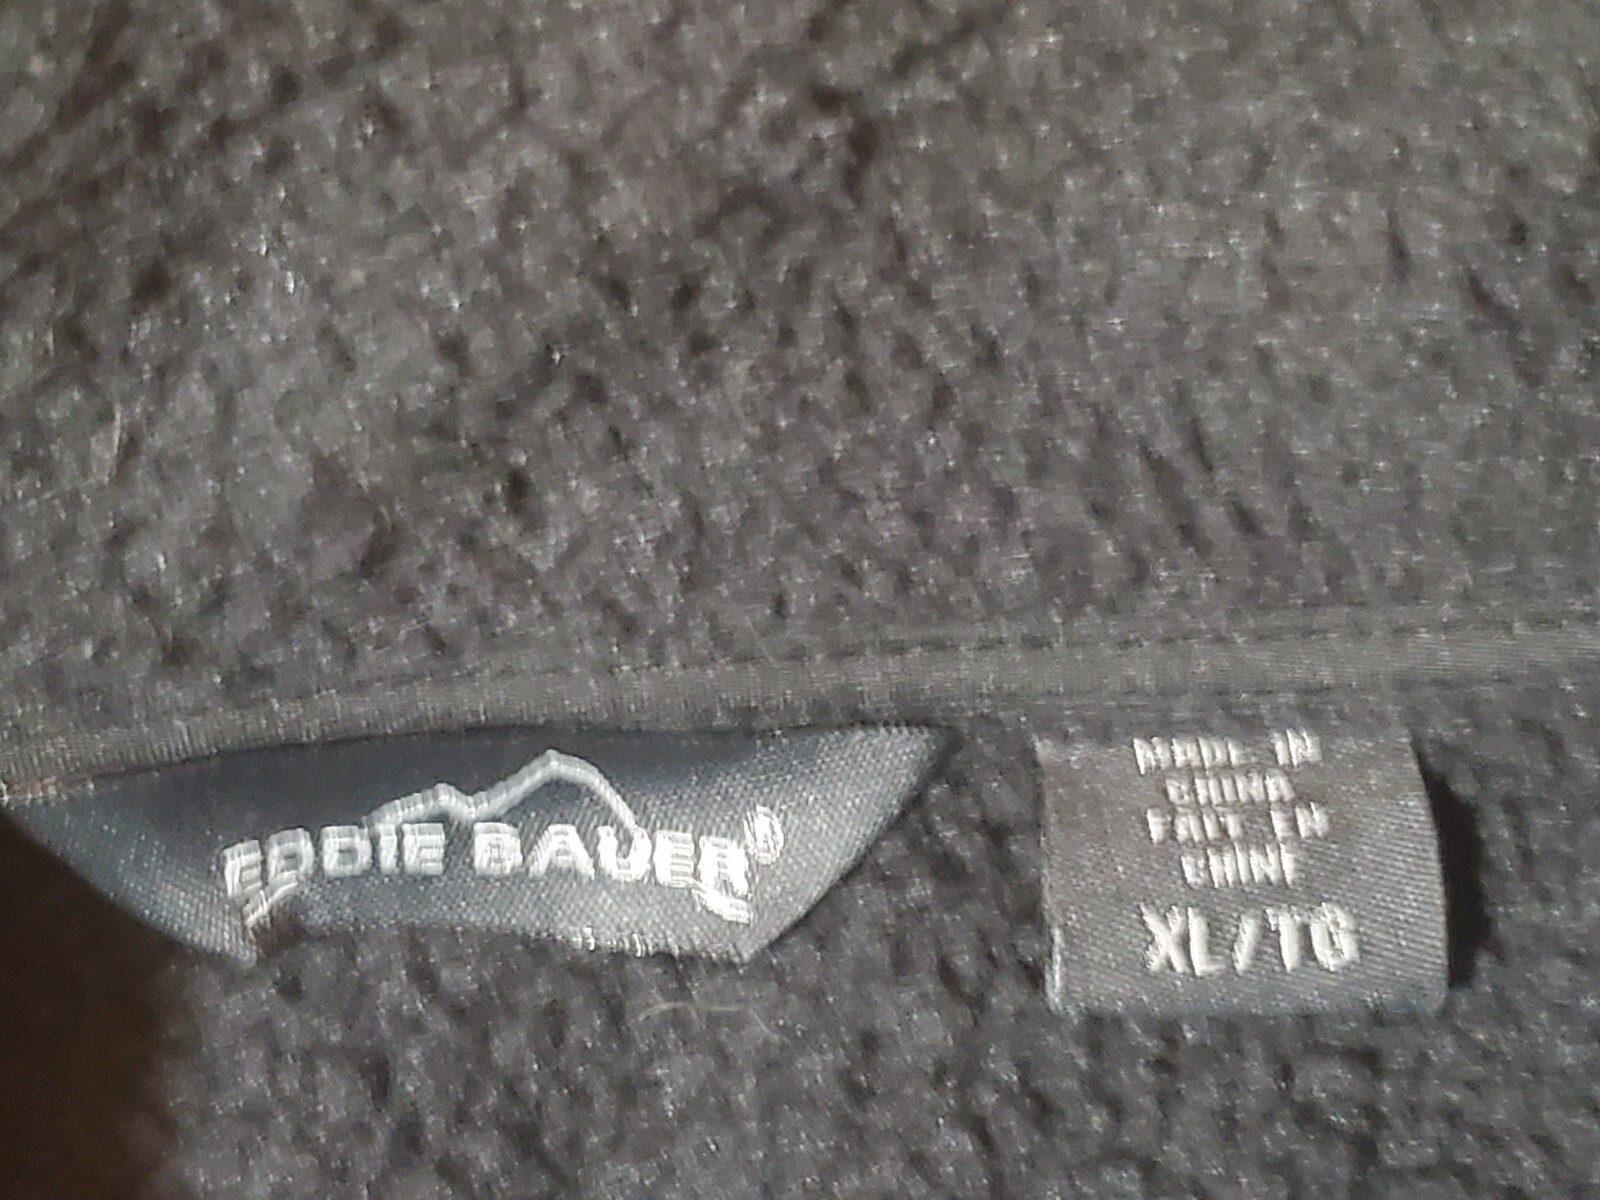 EDDIE BAUER®
MADE IN
CHINA
FAIT EN
CHINE
XL/TG